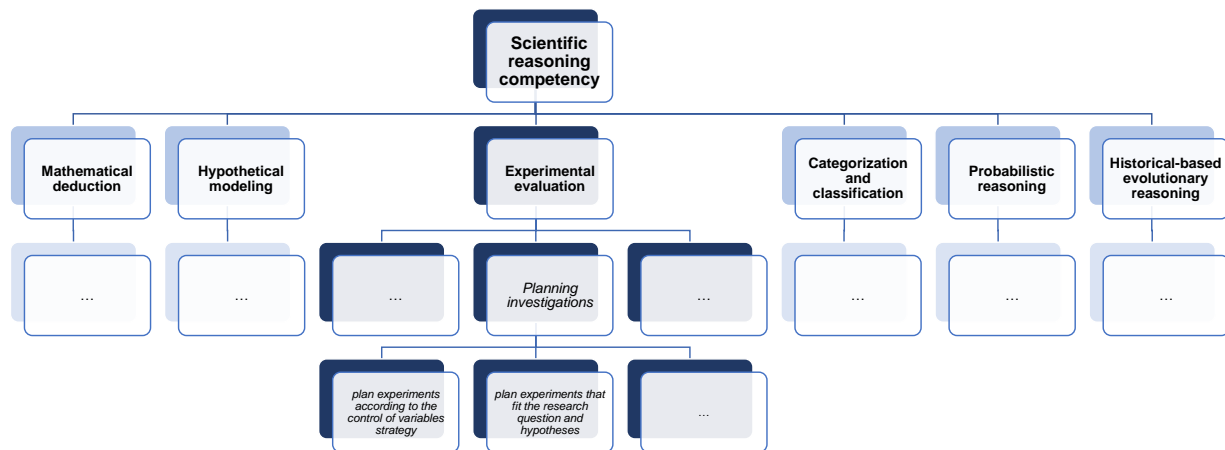 Scientific
reasoning
competency
Mathematical
deduction
Hypothetical
modeling
Experimental
evaluation
Categorization
and
classification
Probabilistic
reasoning
Historical-based
evolutionary
reasoning
…
…
…
Planning
investigations
…
…
…
…
plan experiments
according to the
control of variables
strategy
plan experiments that
fit the research
question and
hypotheses
…